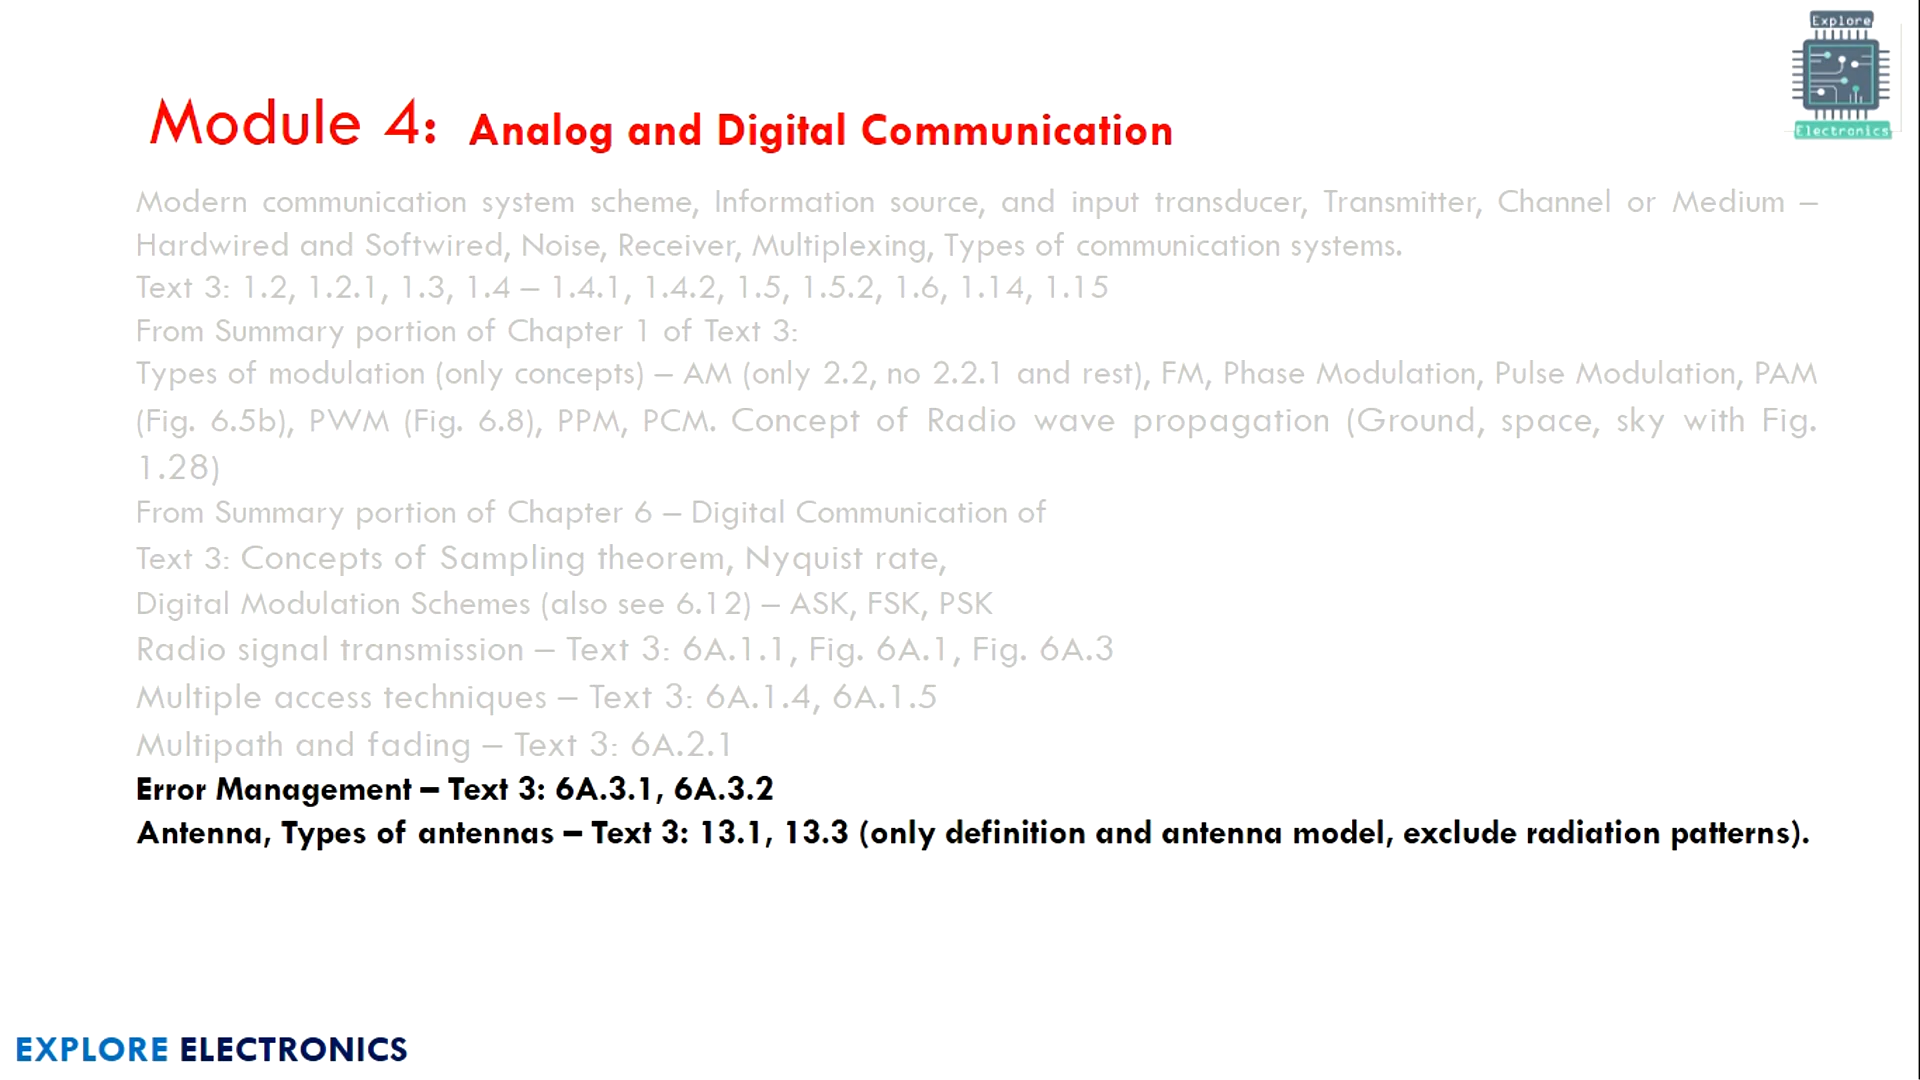 Explore
Electronics
Module 4: Analog and Digital Communication
Modern communication system scheme, Information source, and input transducer, Transmitter, Channel or Medium –
Hardwired and Softwired, Noise, Receiver, Multiplexing, Types of communication systems.
Text 3: 1.2, 1.2.1, 1.3, 1.4 – 1.4.1, 1.4.2, 1.5, 1.5.2, 1.6, 1.14, 1.15
From Summary portion of Chapter 1 of Text 3:
Types of modulation (only concepts) – AM (only 2.2, no 2.2.1 and rest), FM, Phase Modulation, Pulse Modulation, PAM
(Fig. 6.5b), PWM (Fig. 6.8), PPM, PCM. Concept of Radio wave propagation (Ground, space, sky with Fig.
1.28)
From Summary portion of Chapter 6 – Digital Communication of
Text 3: Concepts of Sampling theorem, Nyquist rate,
Digital Modulation Schemes (also see 6.12) – ASK, FSK, PSK
Radio signal transmission – Text 3: 6A.1.1, Fig. 6A.1, Fig. 6A.3
Multiple access techniques – Text 3: 6A.1.4, 6A.1.5
Multipath and fading – Text 3: 6A.2.1
Error Management – Text 3: 6A.3.1, 6A.3.2
Antenna, Types of antennas – Text 3: 13.1, 13.3 (only definition and antenna model, exclude radiation patterns).
EXPLORE ELECTRONICS